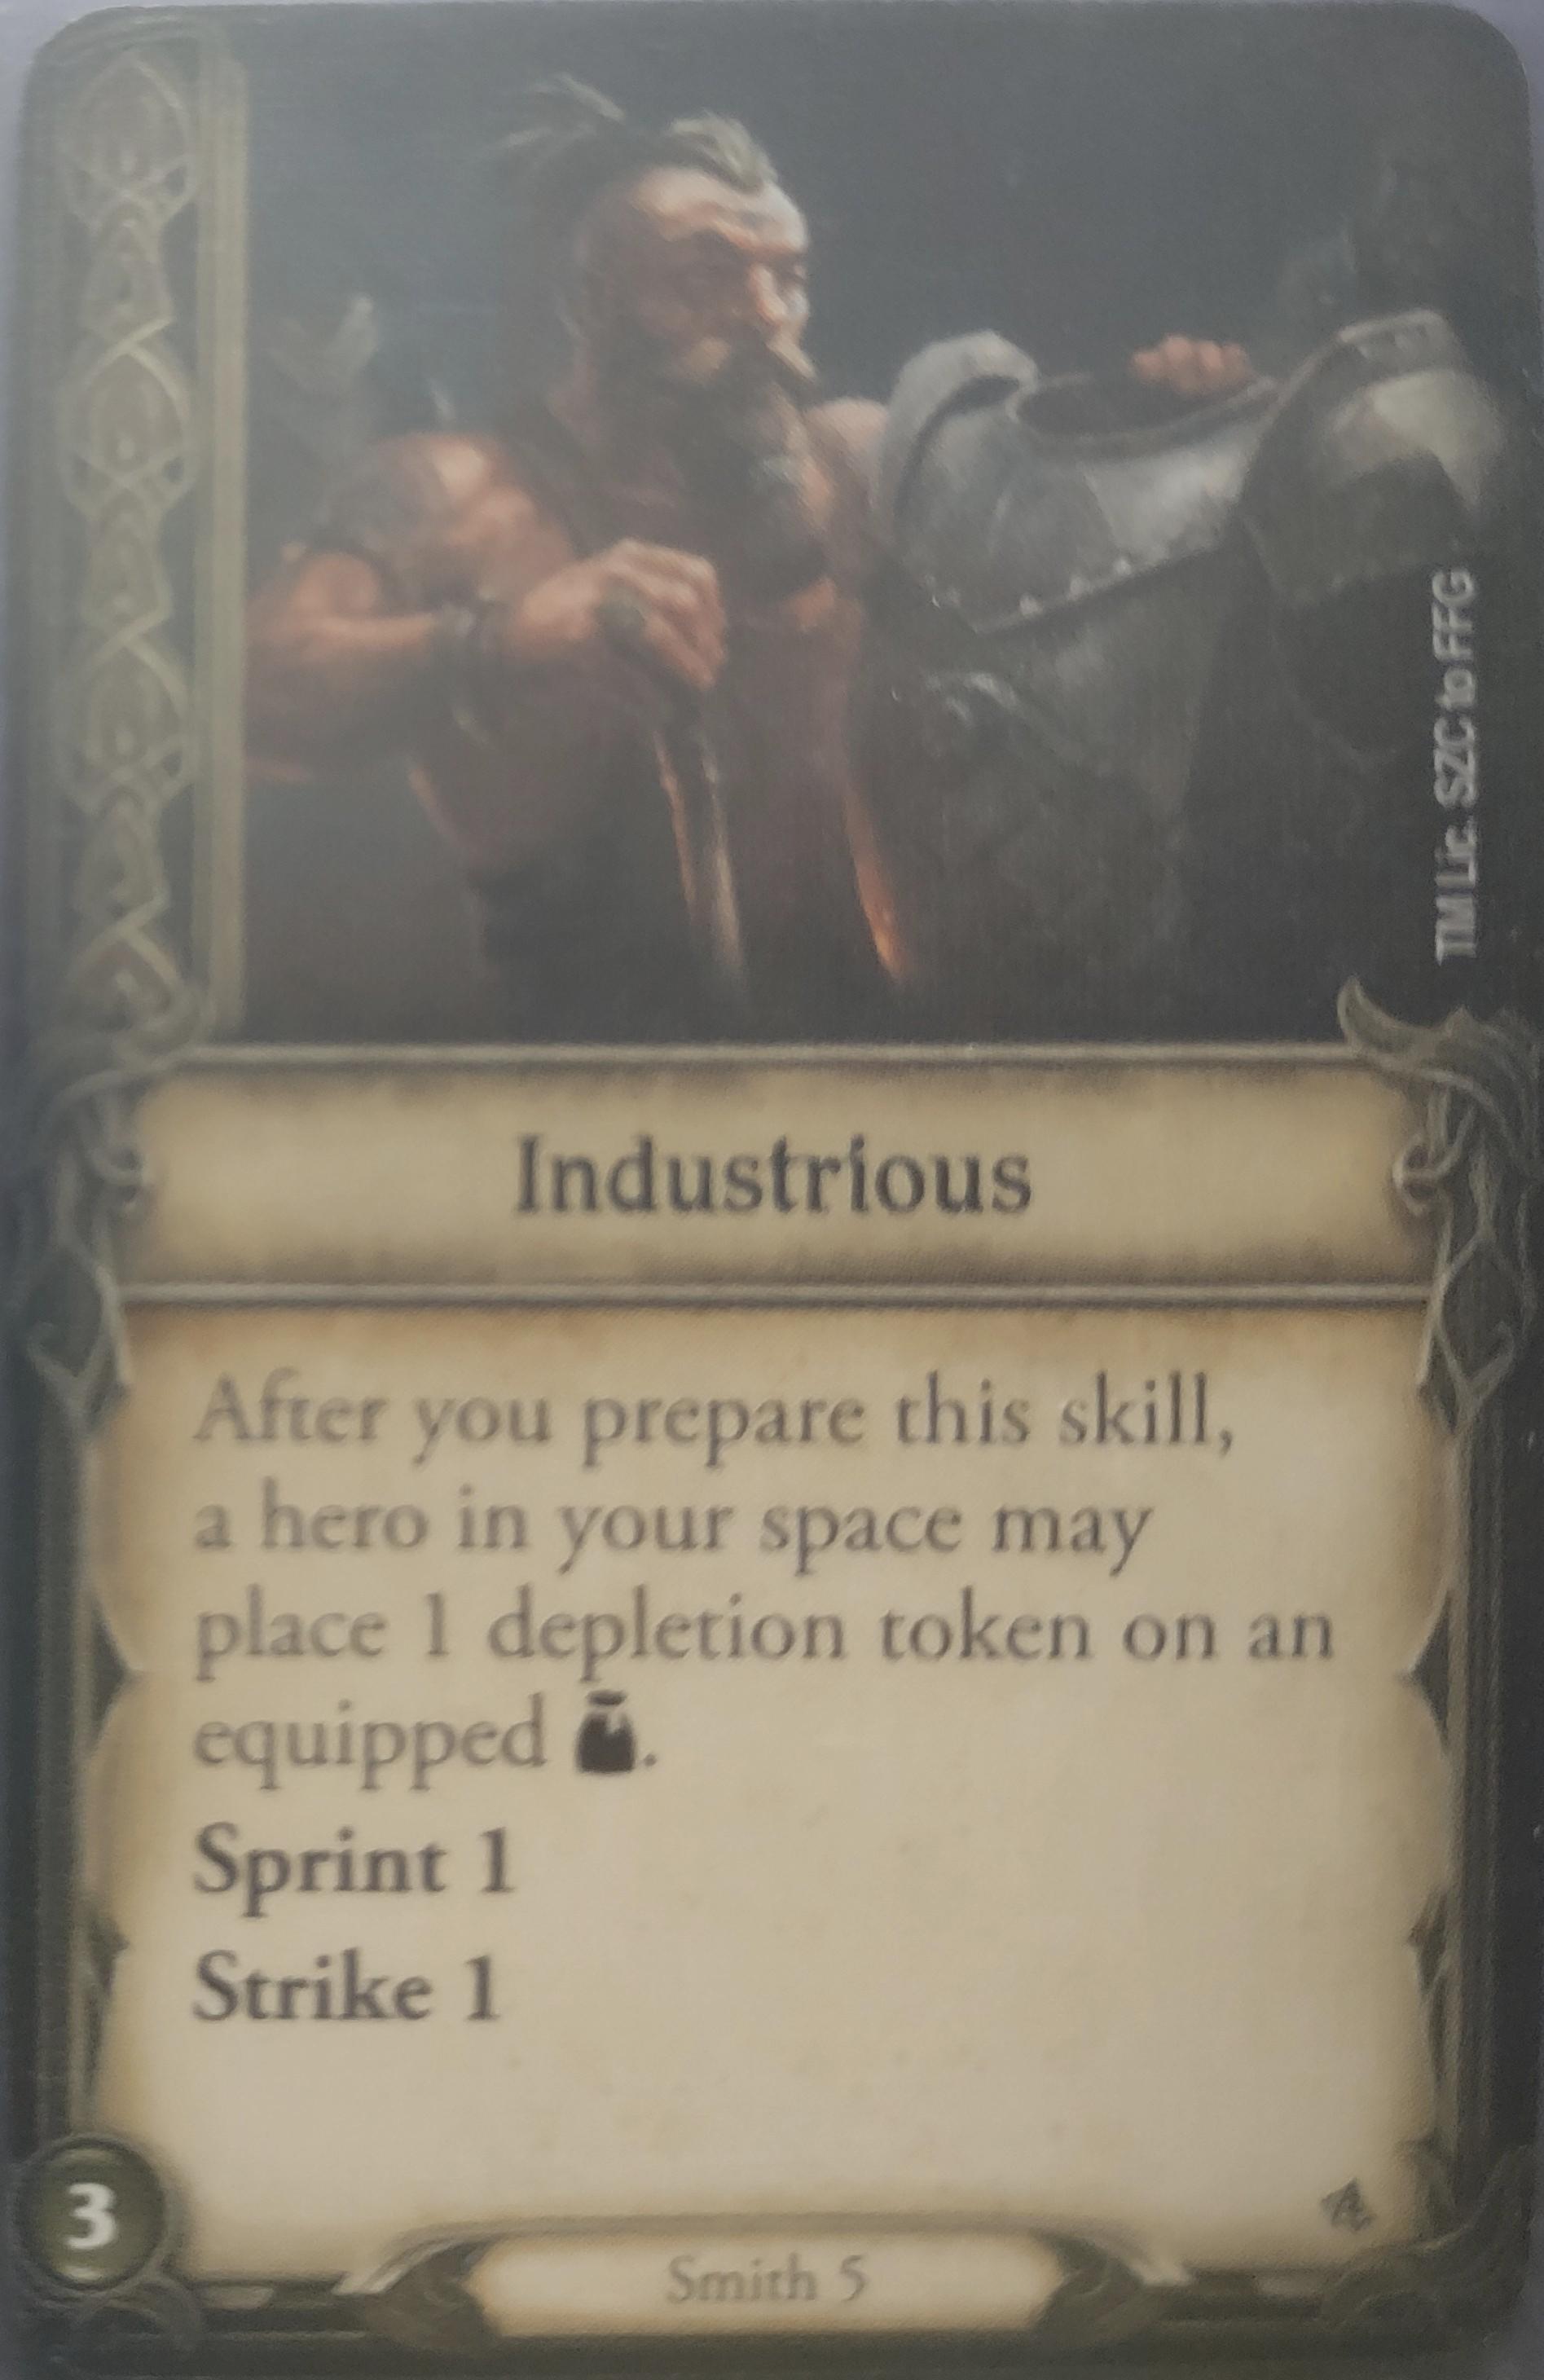 TM Lic. SZC to FFG
Industrious
After you prepare this skill,
a hero in your space may
place 1 depletion token on an
equipped .
Sprint 1
Strike 1
3
Smith 5